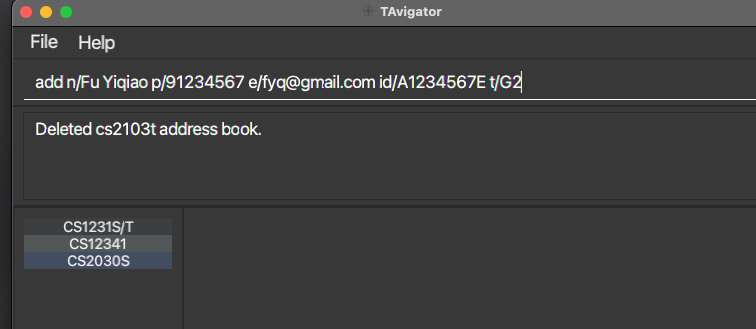 TAvigator
File Help
add n/Fu Yiqiao p/91234567 e/fyq@gmail.com id/A1234567E t/G2
Deleted cs2103t address book.
CS1231S/T
CS12341
CS2030S